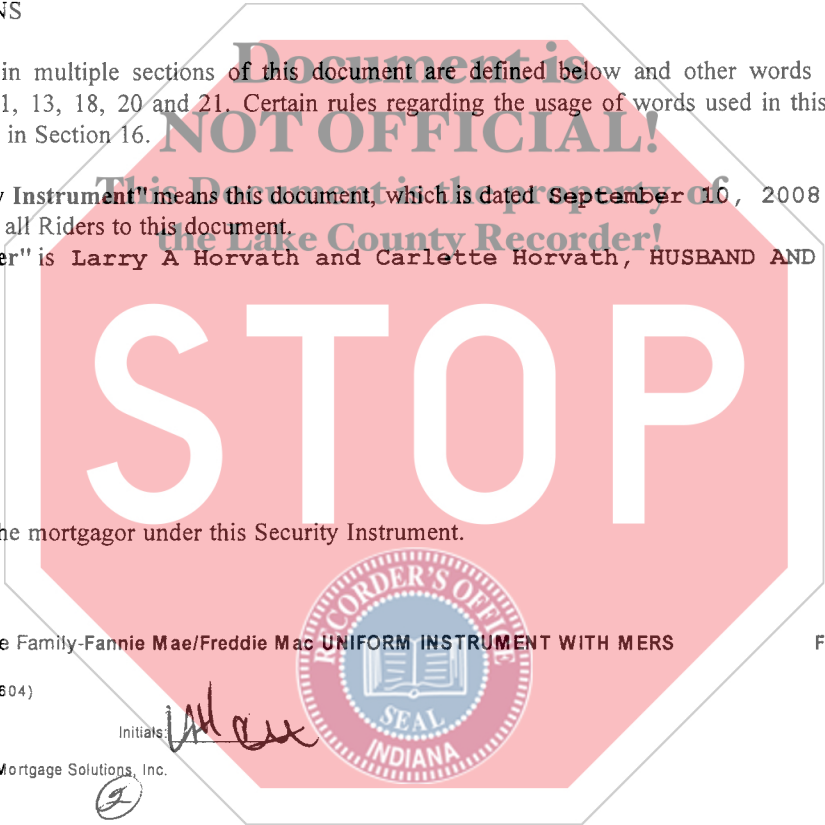 NS
Document is
in multiple sections of this document are defined below and other words
1, 13, 18, 20 and 21. Certain rules regarding the usage of words used in this
in Section 16.
NOT OFFICIAL!
y Instrument" means this document, which is dated September 10, 2008
This Document is the property of
all Riders to this document.
the Lake County Recorder!
er" is Larry A Horvath and Carlette Horvath, HUSBAND AND
STOP
he mortgagor under this Security Instrument.
RECORDER'S OFFICE
e Family-Fannie Mae/Freddie Mac UNIFORM INSTRUMENT WITH MERS F
604)
SEAL
Initials:
INDIANA
Mortgage Solutions, Inc.
2